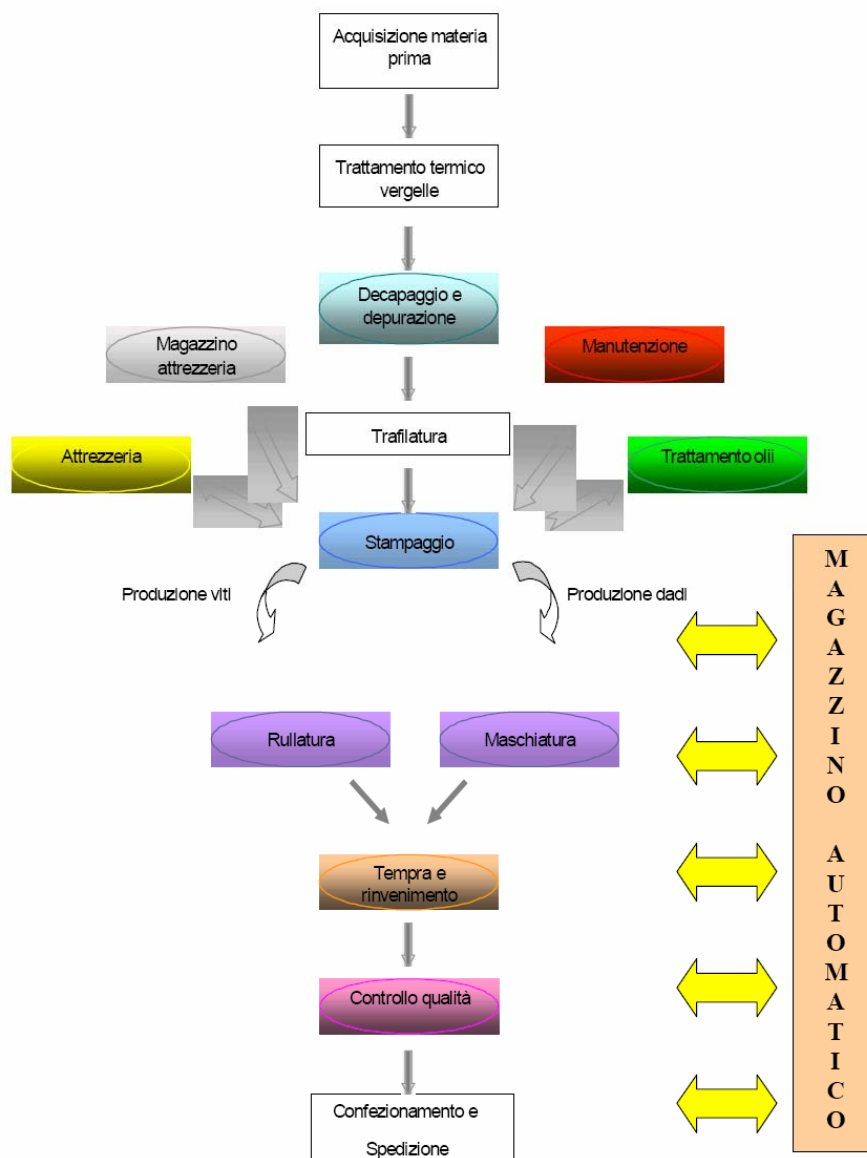 Acquisizione materia
prima
Trattamento termico
vergelle
Decapaggio e
depurazione
Magazzino
attrezzeria
Manutenzione
Trafilatura
Attrezzeria
Trattamento olii
Stampaggio
Produzione viti
Produzione dadi
Rullatura
Maschiatura
Tempra e
rinvenimento
Controllo qualità
Confezionamento e
Spedizione
MAGAZZINO AUTOMATICO